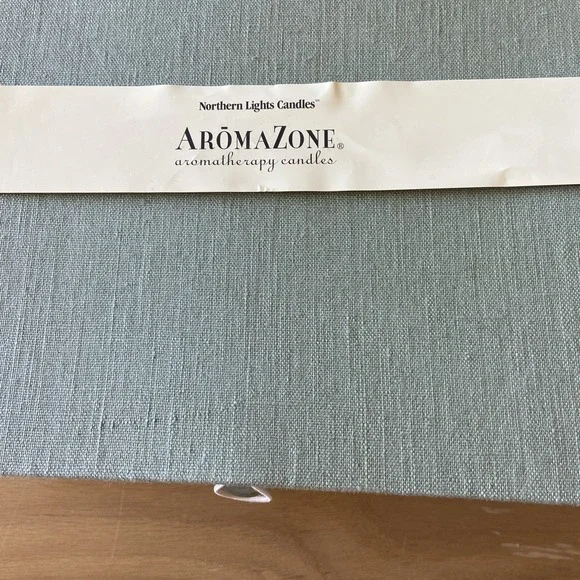 Northern Lights Candles™
ARŌMAZONE®
aromatherapy candles